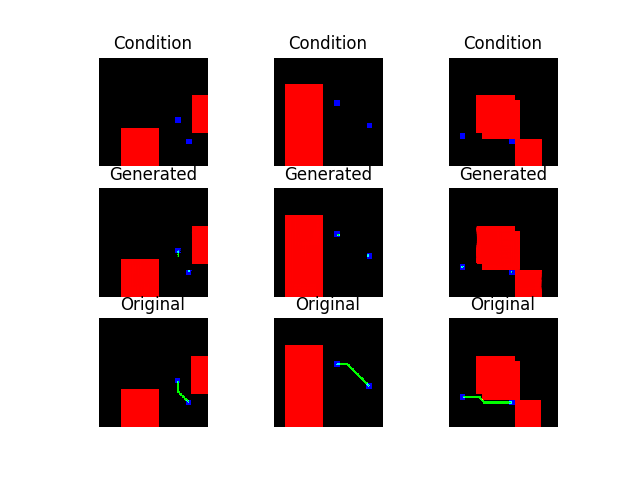 Condition
Condition
Condition
Generated
Generated
Generated
Original
Original
Original